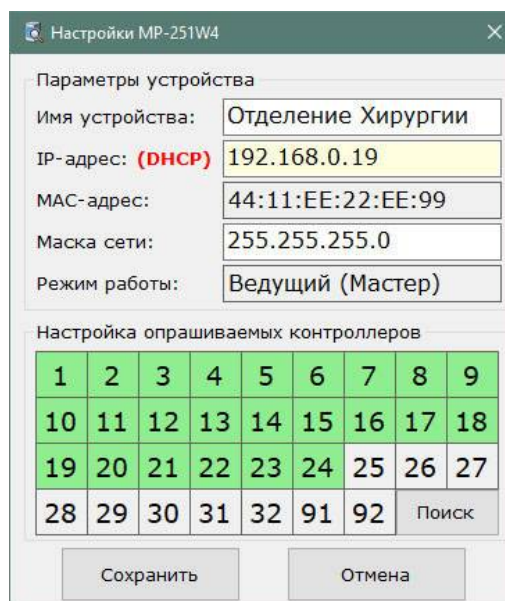 Настройки MP-251W4
Параметры устройства
Имя устройства: Отделение Хирургии
IP-адрес: (DHCP) 192.168.0.19
MAC-адрес: 44:11:EE:22:EE:99
Маска сети: 255.255.255.0
Режим работы: Ведущий (Мастер)
Настройка опрашиваемых контроллеров
1 2 3 4 5 6 7 8 9
10 11 12 13 14 15 16 17 18
19 20 21 22 23 24 25 26 27
28 29 30 31 32 91 92 Поиск
Сохранить Отмена